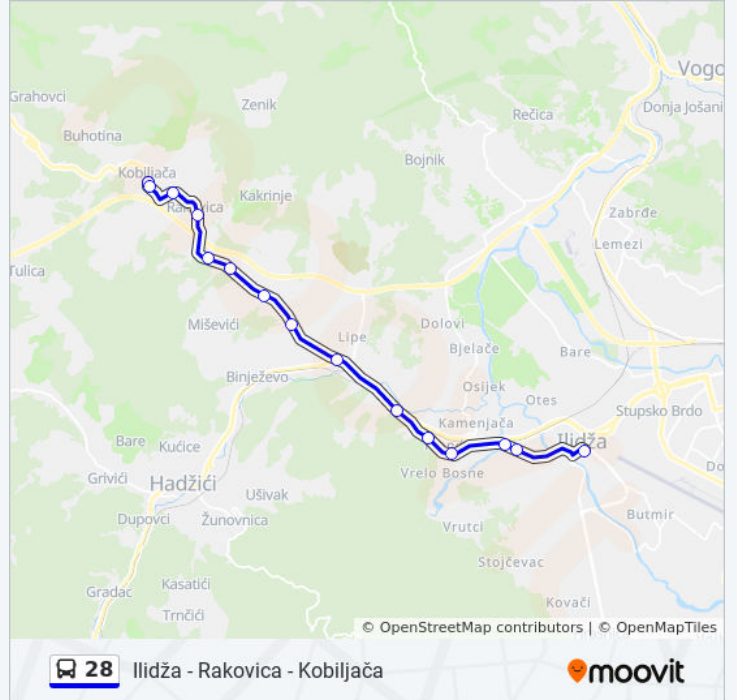 Vogo
Grahovci
Zenik
Rečica
Donja Jošani
Buhotina
Bojnik
Kobiljača
Kakrinje
Rakovica
Zabrđe
Lemezi
Tulica
Miševići
Lipe
Dolovi
Bjelače
Bare
Binježevo
Osijek
Otes
Stupsko Brdo
Kamenjača
Ilidža
Bare
Kućice
Do
Vrelo Bosne
Grivići
Hadžići
Ušivak
Butmir
Dupovci
Žunovnica
Vrutci
Stojčevac
Kasatići
Gradac
Kovači
Trnčići
© OpenStreetMap contributors | © OpenMapTiles
28 Ilidža - Rakovica - Kobiljača
moovit